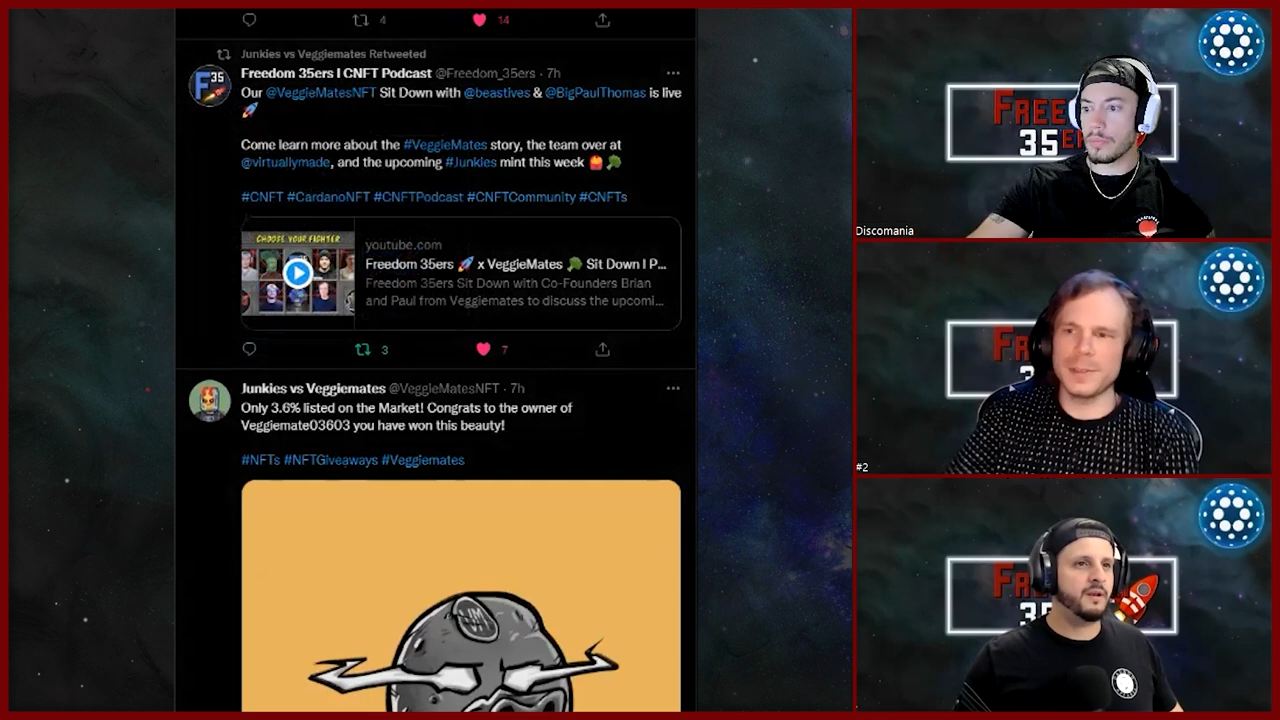 4
14
Junkies vs Veggiemates Retweeted
Freedom 35ers I CNFT Podcast @Freedom_35ers · 7h
Our @VeggieMatesNFT Sit Down with @beastives & @BigPaulThomas is live
🚀
Come learn more about the #VeggieMates story, the team over at
@virtuallymade, and the upcoming #Junkies mint this week 🍟🥦
#CNFT #CardanoNFT #CNFTPodcast #CNFTCommunity #CNFTs
CHOOSE YOUR FIGHTER
youtube.com
Freedom 35ers 🚀 x VeggieMates 🥦 Sit Down I P...
Freedom 35ers Sit Down with Co-Founders Brian
and Paul from Veggiemates to discuss the upcomi...
3
7
Junkies vs Veggiemates @VeggieMatesNFT · 7h
Only 3.6% listed on the Market! Congrats to the owner of
Veggiemate03603 you have won this beauty!
#NFTs #NFTGiveaways #Veggiemates
F35
FREE
35ER
Discomania
#2